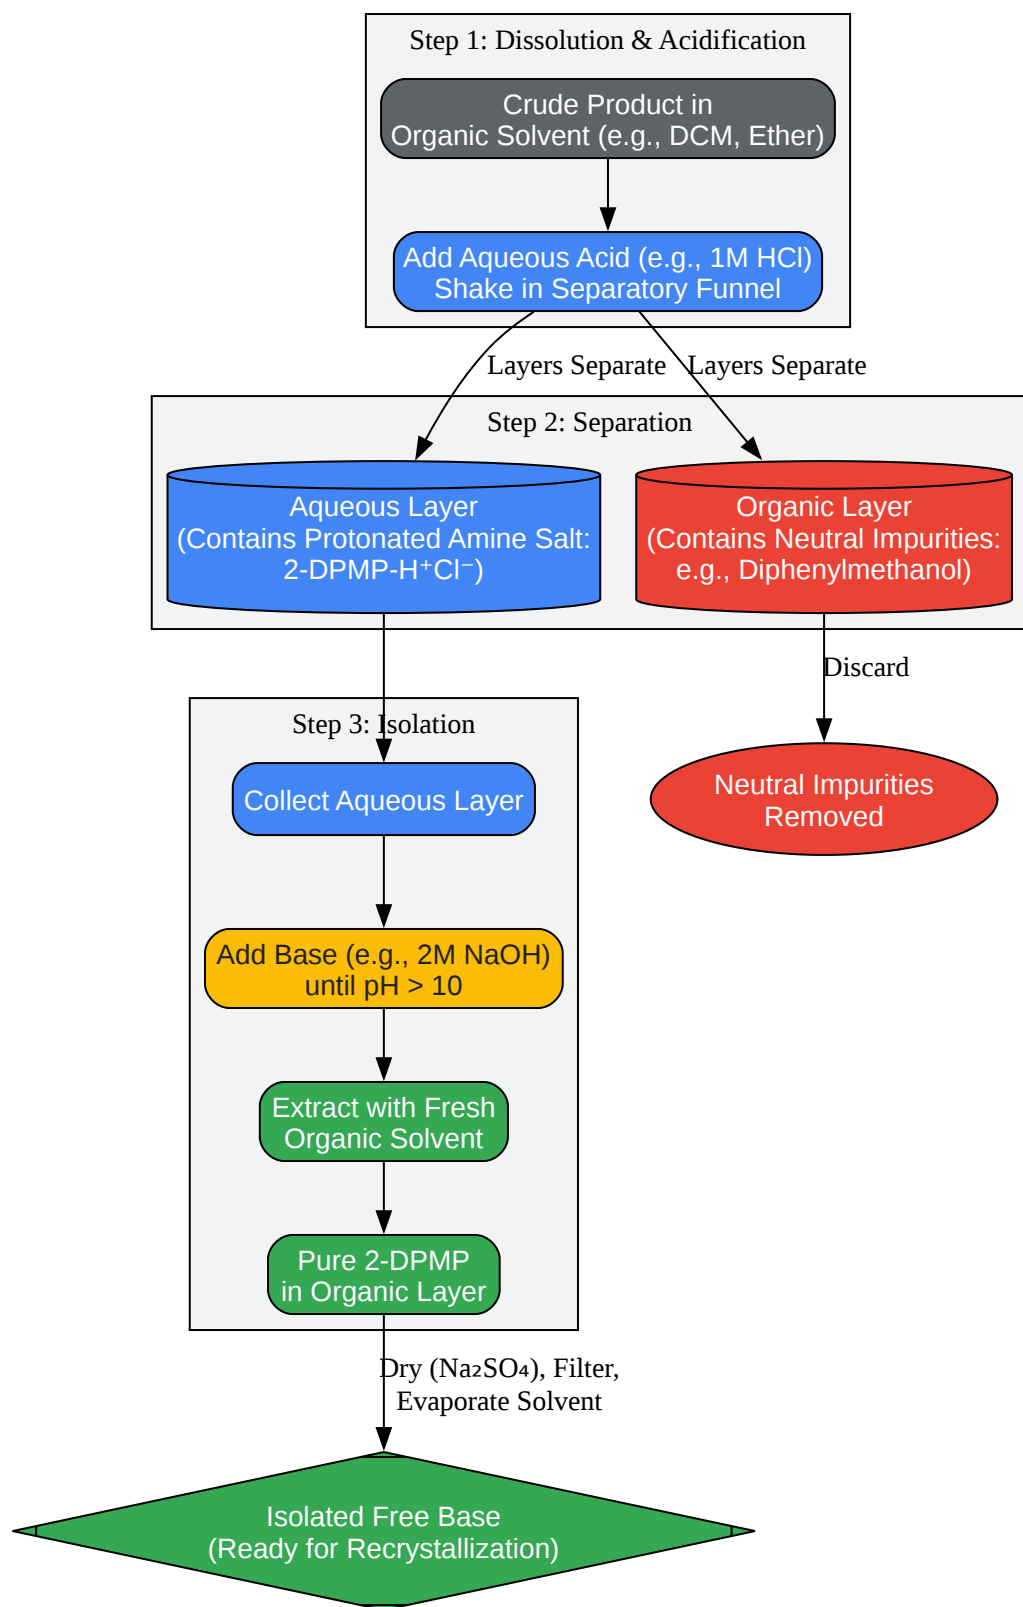 Step 1: Dissolution & Acidification
Crude Product in
Organic Solvent (e.g., DCM, Ether)
Add Aqueous Acid (e.g., 1M HCl)
Shake in Separatory Funnel
Layers Separate
Layers Separate
Step 2: Separation
Aqueous Layer
(Contains Protonated Amine Salt:
2-DPMP-H⁺Cl⁻)
Organic Layer
(Contains Neutral Impurities:
e.g., Diphenylmethanol)
Discard
Step 3: Isolation
Collect Aqueous Layer
Neutral Impurities
Removed
Add Base (e.g., 2M NaOH)
until pH > 10
Extract with Fresh
Organic Solvent
Pure 2-DPMP
in Organic Layer
Dry (Na₂SO₄), Filter,
Evaporate Solvent
Isolated Free Base
(Ready for Recrystallization)